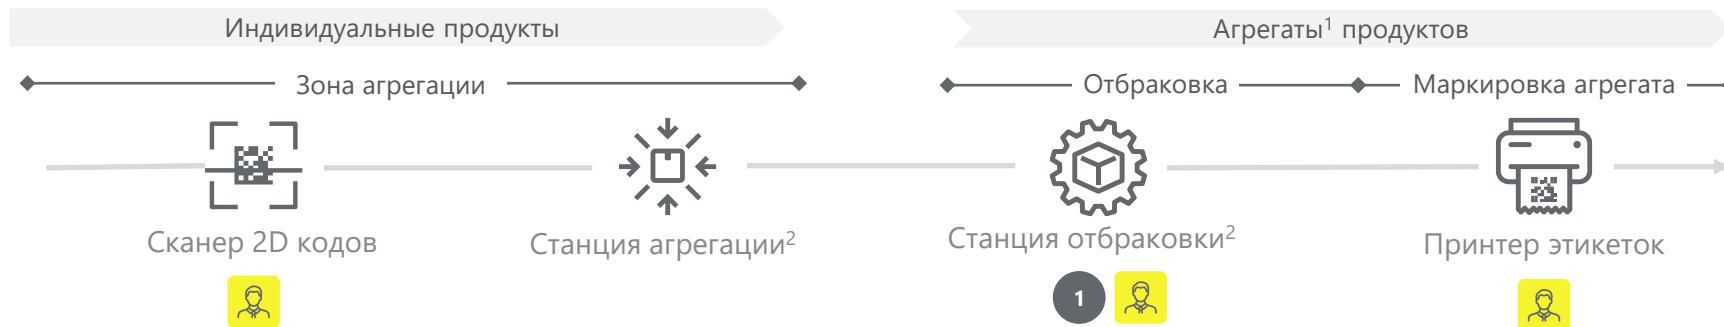 Индивидуальные продукты
Агрегаты¹ продуктов
Зона агрегации
Отбраковка
Маркировка агрегата
Сканер 2D кодов
Станция агрегации²
Станция отбраковки²
Принтер этикеток
1